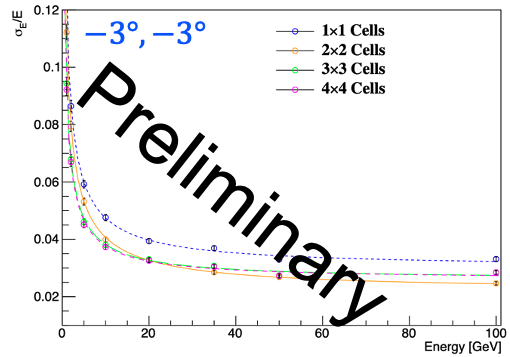 σE/E
0.12
0.1
0.08
0.06
0.04
0.02
−3°, −3°
1×1 Cells
2×2 Cells
3×3 Cells
4×4 Cells
Preliminary
0 20 40 60 80 100
Energy [GeV]